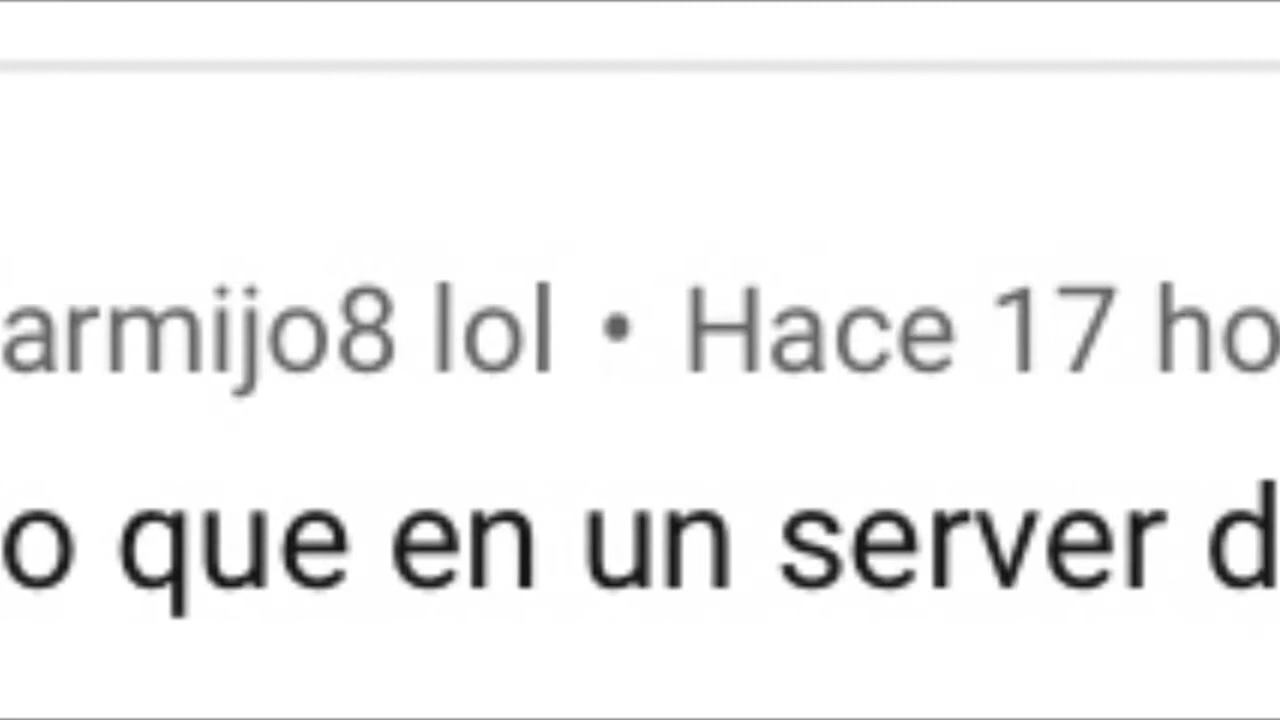 armijo8 lol • Hace 17 ho
o que en un server d